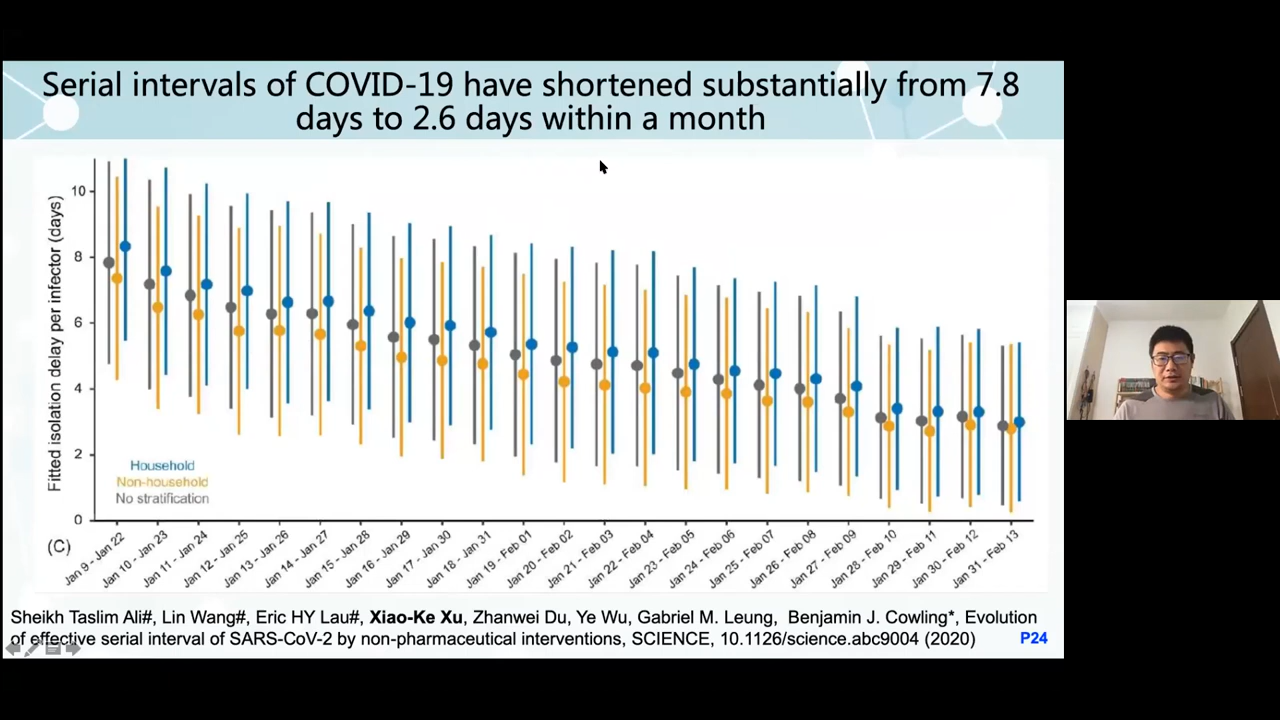 Serial intervals of COVID-19 have shortened substantially from 7.8
days to 2.6 days within a month
Fitted isolation delay per infector (days)
10
8
6
4
2
0
Household
Non-household
No stratification
(C)
Jan 9 - Jan 22
Jan 10 - Jan 23
Jan 11 - Jan 24
Jan 12 - Jan 25
Jan 13 - Jan 26
Jan 14 - Jan 27
Jan 15 - Jan 28
Jan 16 - Jan 29
Jan 17 - Jan 30
Jan 18 - Jan 31
Jan 19 - Feb 01
Jan 20 - Feb 02
Jan 21 - Feb 03
Jan 22 - Feb 04
Jan 23 - Feb 05
Jan 24 - Feb 06
Jan 25 - Feb 07
Jan 26 - Feb 08
Jan 27 - Feb 09
Jan 28 - Feb 10
Jan 29 - Feb 11
Jan 30 - Feb 12
Jan 31 - Feb 13
Sheikh Taslim Ali#, Lin Wang#, Eric HY Lau#, Xiao-Ke Xu, Zhanwei Du, Ye Wu, Gabriel M. Leung, Benjamin J. Cowling*, Evolution
of effective serial interval of SARS-CoV-2 by non-pharmaceutical interventions, SCIENCE, 10.1126/science.abc9004 (2020)
P24